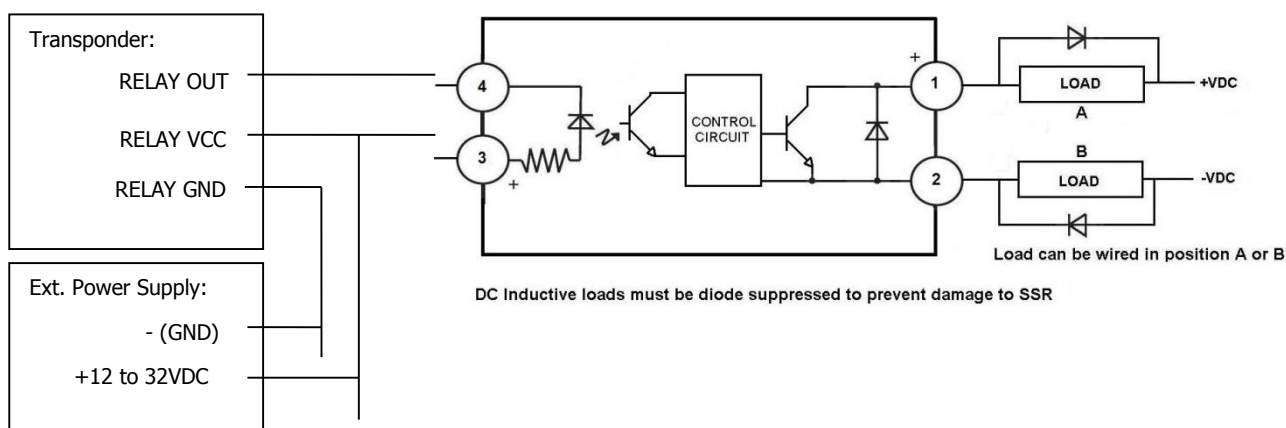 Transponder:
RELAY OUT
RELAY VCC
RELAY GND
Ext. Power Supply:
- (GND)
+12 to 32VDC
4
3
+
CONTROL
CIRCUIT
+
1
2
LOAD
A
+VDC
B
LOAD
-VDC
Load can be wired in position A or B
DC Inductive loads must be diode suppressed to prevent damage to SSR